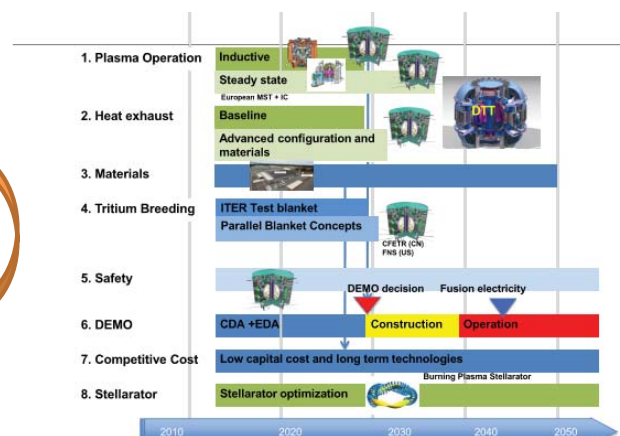 1. Plasma Operation
Inductive
Steady state
European MST + IC
2. Heat exhaust
Baseline
Advanced configuration and
materials
DTT
3. Materials
4. Tritium Breeding
ITER Test blanket
Parallel Blanket Concepts
CFETR (CN)
FNS (US)
5. Safety
DEMO decision
Fusion electricity
6. DEMO
CDA +EDA
Construction
Operation
7. Competitive Cost
Low capital cost and long term technologies
Burning Plasma Stellarator
8. Stellarator
Stellarator optimization
2010
2020
2030
2040
2050